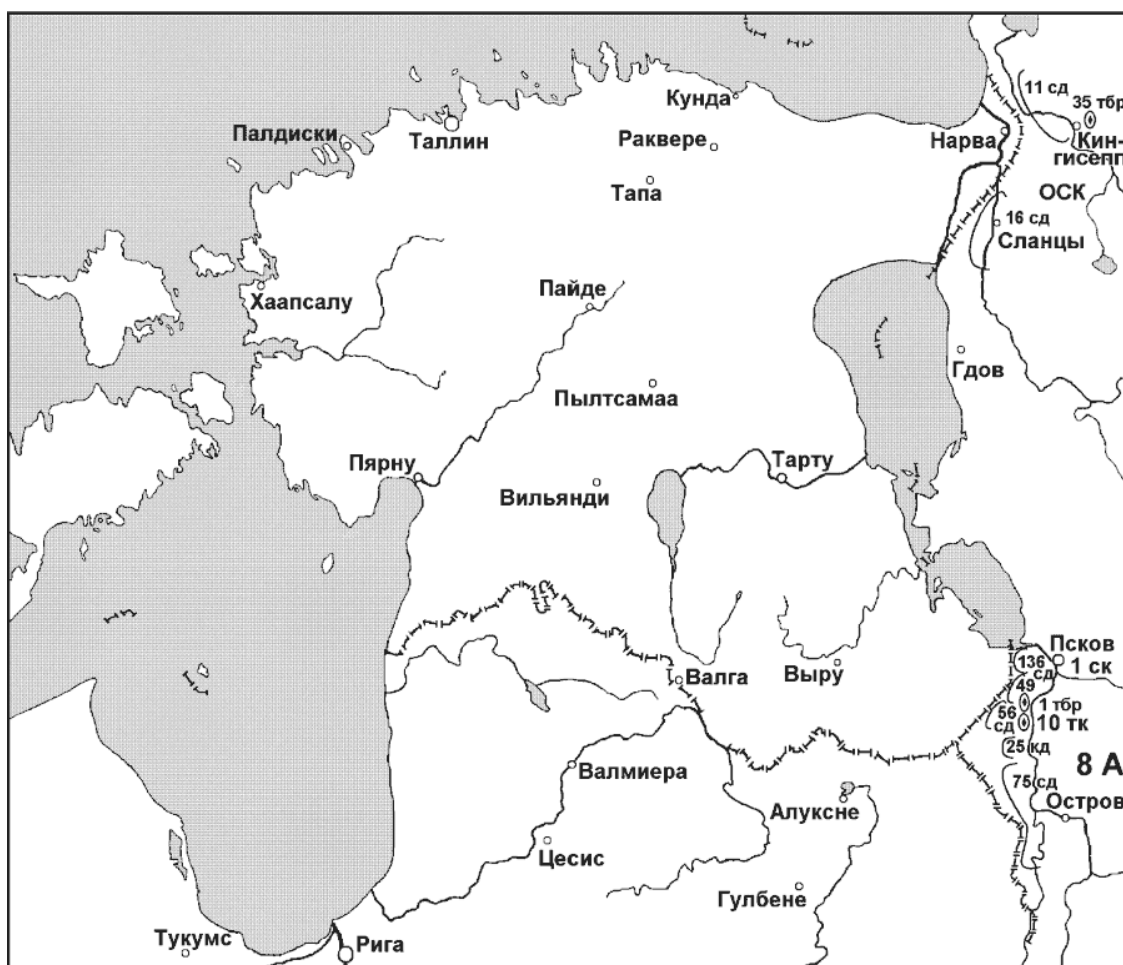 11 сд
Кунда
35 тбр
Палдиски
Таллин
Раквере
Нарва
Кин-
гисепп
Тапа
ОСК
16 сд
Сланцы
Хаапсалу
Пайде
Гдов
Пылтсамаа
Пярну
Тарту
Вильянди
Псков
136
сд
1 ск
Валга
Выру
49
1 тбр
56
сд
10 тк
25 кд
8 А
Валмиера
75 сд
Алуксне
Остров
Цесис
Гулбене
Тукумс
Рига